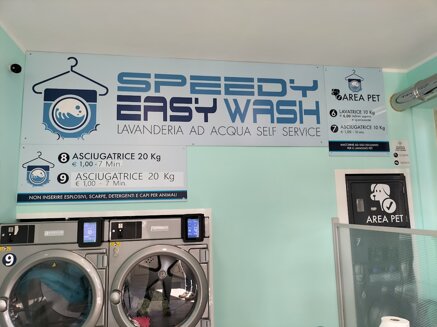 SPEEDY
EASY WASH
LAVANDERIA AD ACQUA SELF SERVICE
8 ASCIUGATRICE 20 Kg
€ 1,00 - 7 Min.
9 ASCIUGATRICE 20 Kg
€ 1,00 - 7 Min.
NON INSERIRE ESPLOSIVI, SCARPE, DETERGENTI E CAPI PER ANIMALI
AREA PET
6 LAVATRICE 10 Kg
7 ASCIUGATRICE 10 Kg
AREA PET
9